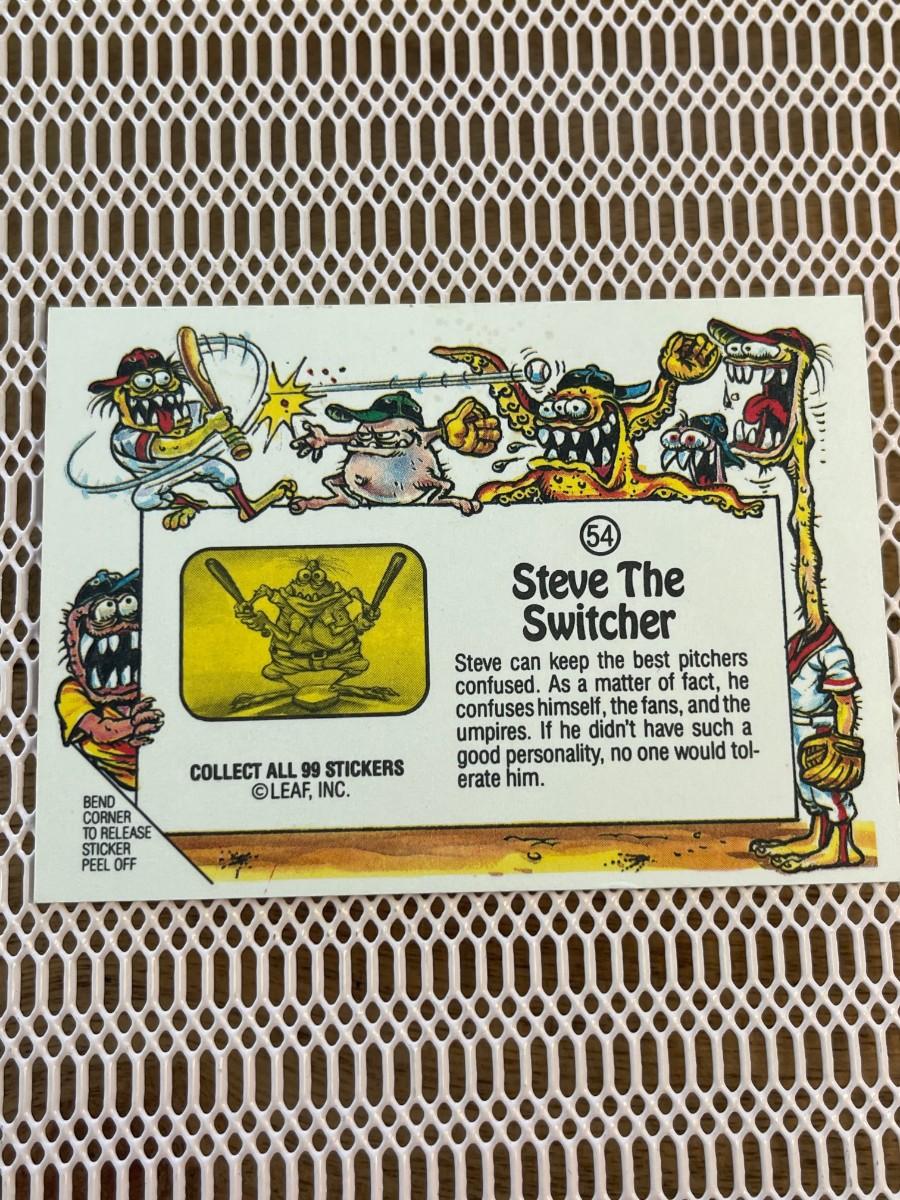 54
Steve The
Switcher
Steve can keep the best pitchers
confused. As a matter of fact, he
confuses himself, the fans, and the
umpires. If he didn't have such a
good personality, no one would tol-
erate him.
COLLECT ALL 99 STICKERS
©LEAF, INC.
BEND
CORNER
TO RELEASE
STICKER
PEEL OFF